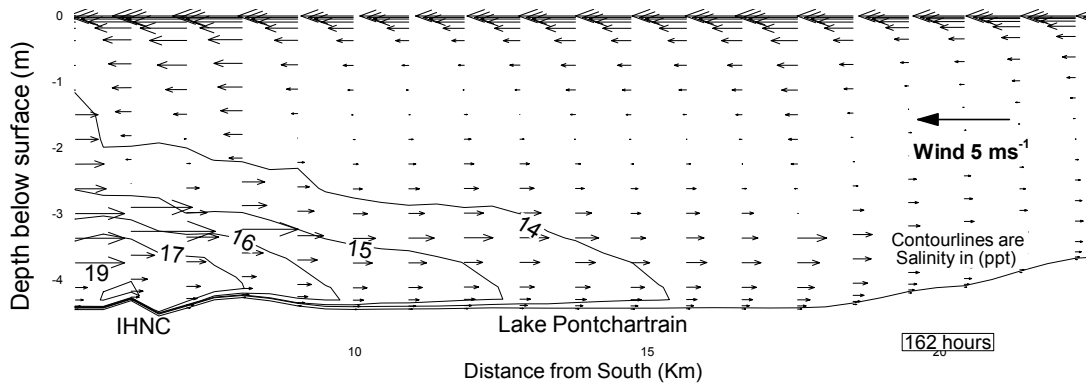 0
-1
-2
-3
-4
Depth below surface (m)
Wind 5 ms⁻¹
14
15
16
17
19
Contourlines are
Salinity in (ppt)
IHNC
Lake Pontchartrain
162 hours
10
15
20
Distance from South (Km)